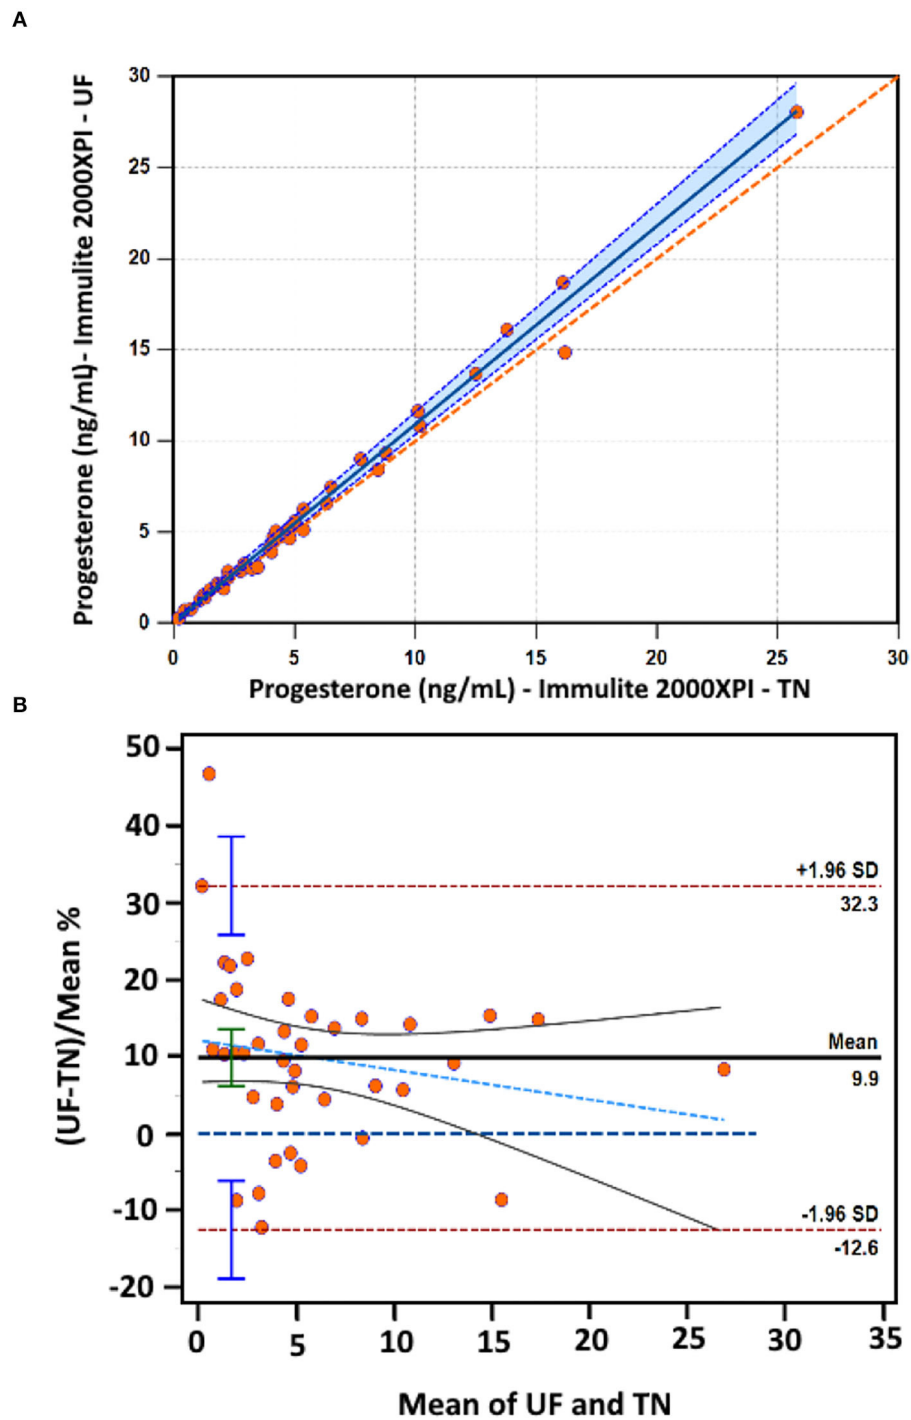 A
Progesterone (ng/mL)- Immulite 2000XPI - UF
30
25
20
15
10
5
0
0 5 10 15 20 25 30
Progesterone (ng/mL) - Immulite 2000XPI - TN
B
(UF-TN)/Mean %
50
40
30
20
10
0
-10
-20
+1.96 SD
32.3
Mean
9.9
-1.96 SD
-12.6
0 5 10 15 20 25 30 35
Mean of UF and TN